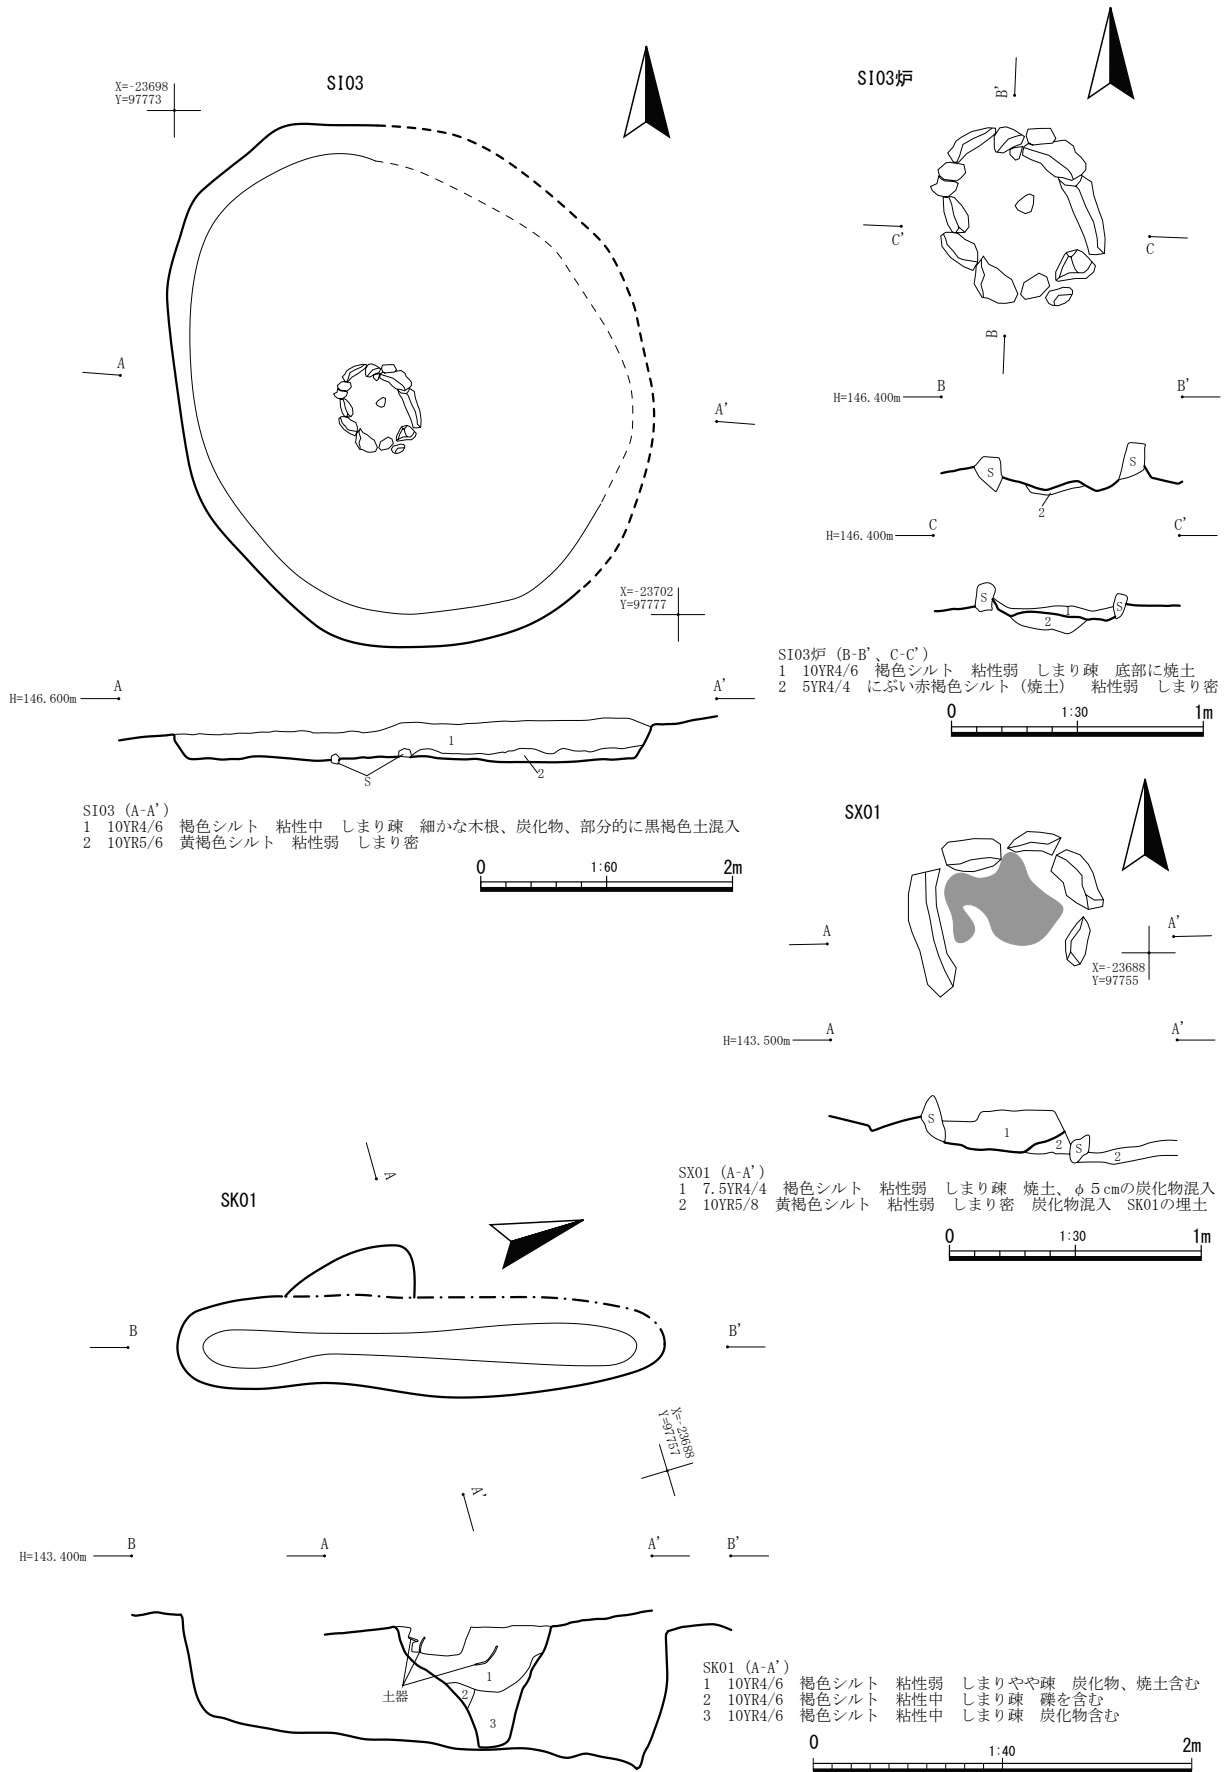 SI03
X=-23698
Y=97773
A
A'
X=-23702
Y=97777
H=146.600m
A
A'
1
2
S
SI03 (A-A')
1 10YR4/6 褐色シルト 粘性中 しまり疎 細かな木根、炭化物、部分的に黒褐色土混入
2 10YR5/6 黄褐色シルト 粘性弱 しまり密
0 1:60 2m
SI03炉
B'
C'
C
B
H=146.400m
B
B'
S
S
2
H=146.400m
C
C'
S
1
S
2
SI03炉 (B-B'、C-C')
1 10YR4/6 褐色シルト 粘性弱 しまり疎 底部に焼土
2 5YR4/4 にぶい赤褐色シルト (焼土) 粘性弱 しまり密
0 1:30 1m
SX01
A
A'
X=-23688
Y=97755
H=143.500m
A
A'
S
1
2
S
2
SX01 (A-A')
1 7.5YR4/4 褐色シルト 粘性弱 しまり疎 焼土、φ5cmの炭化物混入
2 10YR5/8 黄褐色シルト 粘性弱 しまり密 炭化物混入 SK01の埋土
0 1:30 1m
SK01
A
B
B'
X=-23688
Y=97757
A'
H=143.400m
B
A
A'
B'
1
2
3
土器
SK01 (A-A')
1 10YR4/6 褐色シルト 粘性弱 しまりやや疎 炭化物、焼土含む
2 10YR4/6 褐色シルト 粘性中 しまり疎 礫を含む
3 10YR4/6 褐色シルト 粘性中 しまり疎 炭化物含む
0 1:40 2m